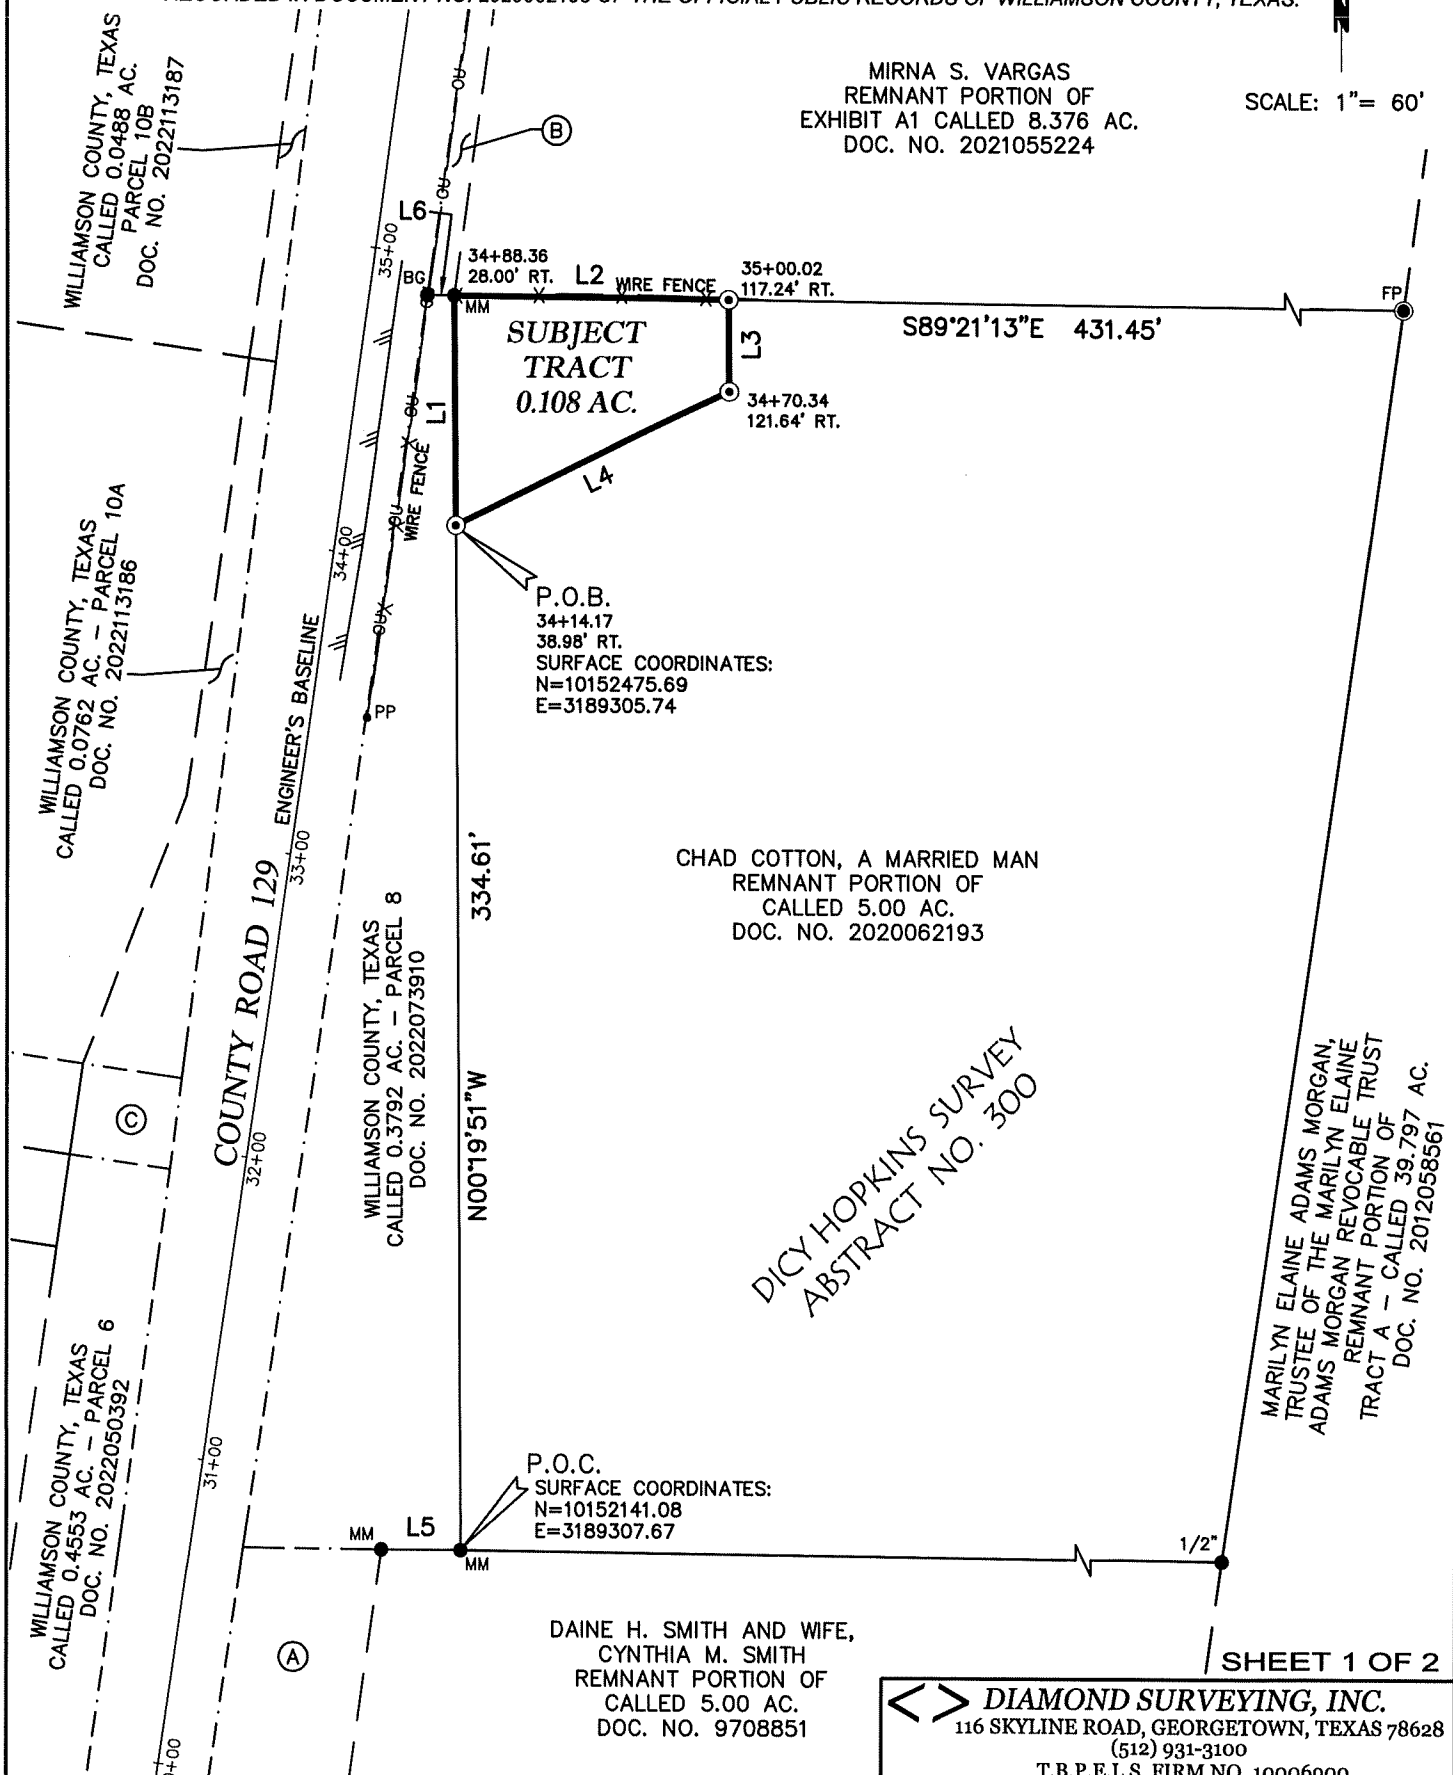 WILLIAMSON COUNTY, TEXAS
CALLED 0.0488 AC.
PARCEL 10B
DOC. NO. 2022113187
MIRNA S. VARGAS
REMNANT PORTION OF
EXHIBIT A1 CALLED 8.376 AC.
DOC. NO. 2021055224
SCALE: 1"= 60'
OU
B
OU
L6
35+00
BG
34+88.36
28.00' RT.
L2
WIRE FENCE
35+00.02
117.24' RT.
MM
FP
S89°21'13"E 431.45'
SUBJECT
TRACT
0.108 AC.
L1
L3
34+70.34
121.64' RT.
L4
OU
WIRE FENCE
OU
34+00
OU
WILLIAMSON COUNTY, TEXAS
CALLED 0.0762 AC. – PARCEL 10A
DOC. NO. 2022113186
P.O.B.
34+14.17
38.98' RT.
SURFACE COORDINATES:
N=10152475.69
E=3189305.74
PP
ENGINEER'S BASELINE
33+00
COUNTY ROAD 129
334.61'
N00°19'51"W
CHAD COTTON, A MARRIED MAN
REMNANT PORTION OF
CALLED 5.00 AC.
DOC. NO. 2020062193
WILLIAMSON COUNTY, TEXAS
CALLED 0.3792 AC. – PARCEL 8
DOC. NO. 2022073910
C
32+00
DICY HOPKINS SURVEY
ABSTRACT NO. 300
MARILYN ELAINE ADAMS MORGAN,
TRUSTEE OF THE MARILYN ELAINE
ADAMS MORGAN REVOCABLE TRUST
REMNANT PORTION OF
TRACT A – CALLED 39.797 AC.
DOC. NO. 2012058561
WILLIAMSON COUNTY, TEXAS
CALLED 0.4553 AC. – PARCEL 6
DOC. NO. 2022050392
31+00
P.O.C.
SURFACE COORDINATES:
N=10152141.08
E=3189307.67
MM
L5
MM
1/2"
A
DAINE H. SMITH AND WIFE,
CYNTHIA M. SMITH
REMNANT PORTION OF
CALLED 5.00 AC.
DOC. NO. 9708851
SHEET 1 OF 2
<> DIAMOND SURVEYING, INC.
116 SKYLINE ROAD, GEORGETOWN, TEXAS 78628
(512) 931-3100
T.B.P.E.L.S. FIRM NO. 10006900